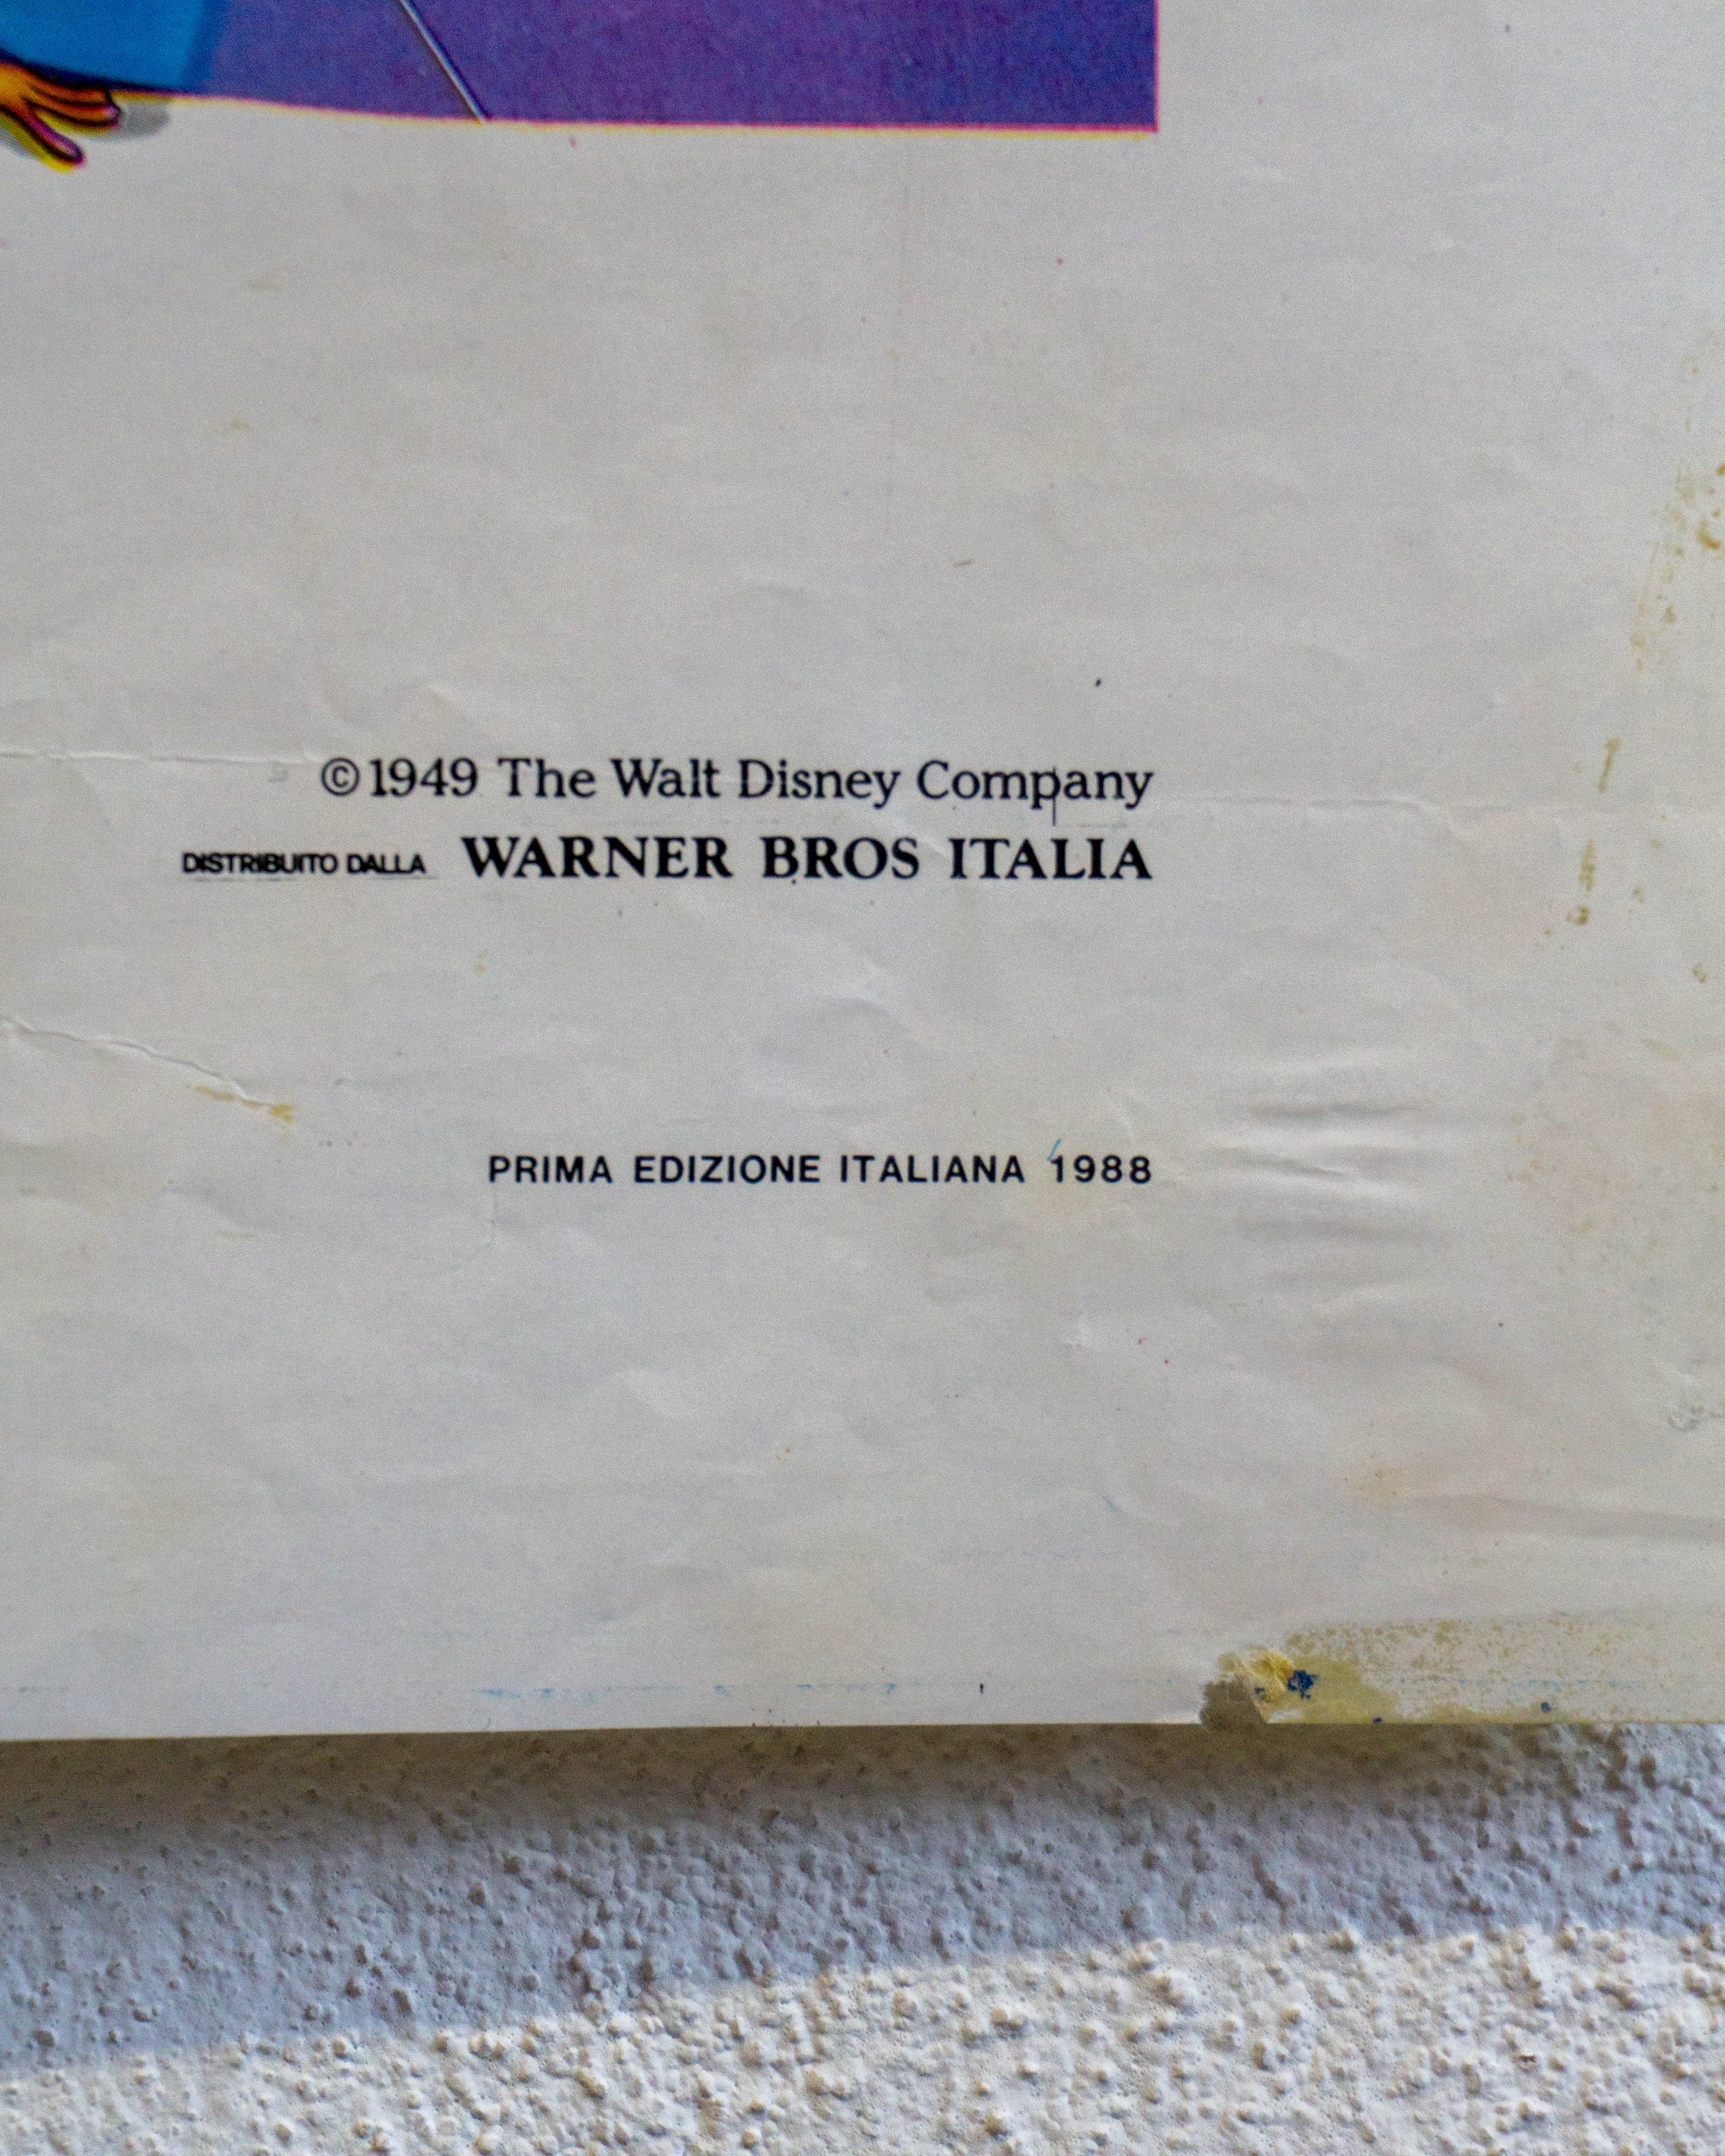 ©1949 The Walt Disney Company
DISTRIBUITO DALLA WARNER BROS ITALIA
PRIMA EDIZIONE ITALIANA 1988